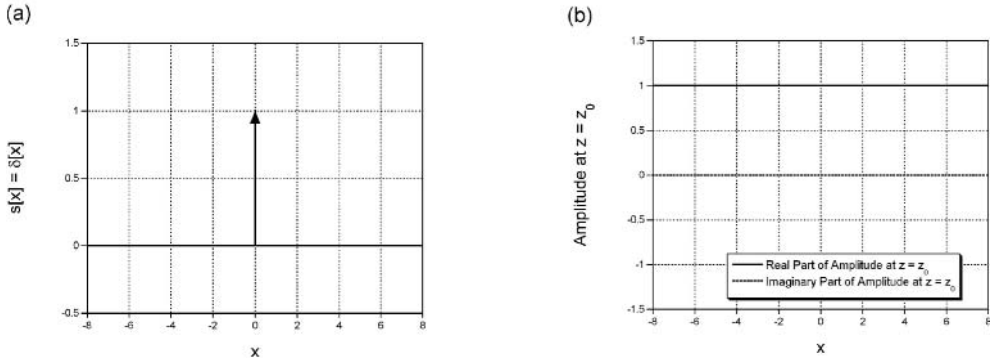 (a)
1.5
1
0.5
0
-0.5
s[x] = δ[x]
-8 -6 -4 -2 0 2 4 6 8
x
(b)
1.5
1
0.5
0
-0.5
-1
-1.5
Amplitude at z = z0
Real Part of Amplitude at z = z0
Imaginary Part of Amplitude at z = z0
-8 -6 -4 -2 0 2 4 6 8
x